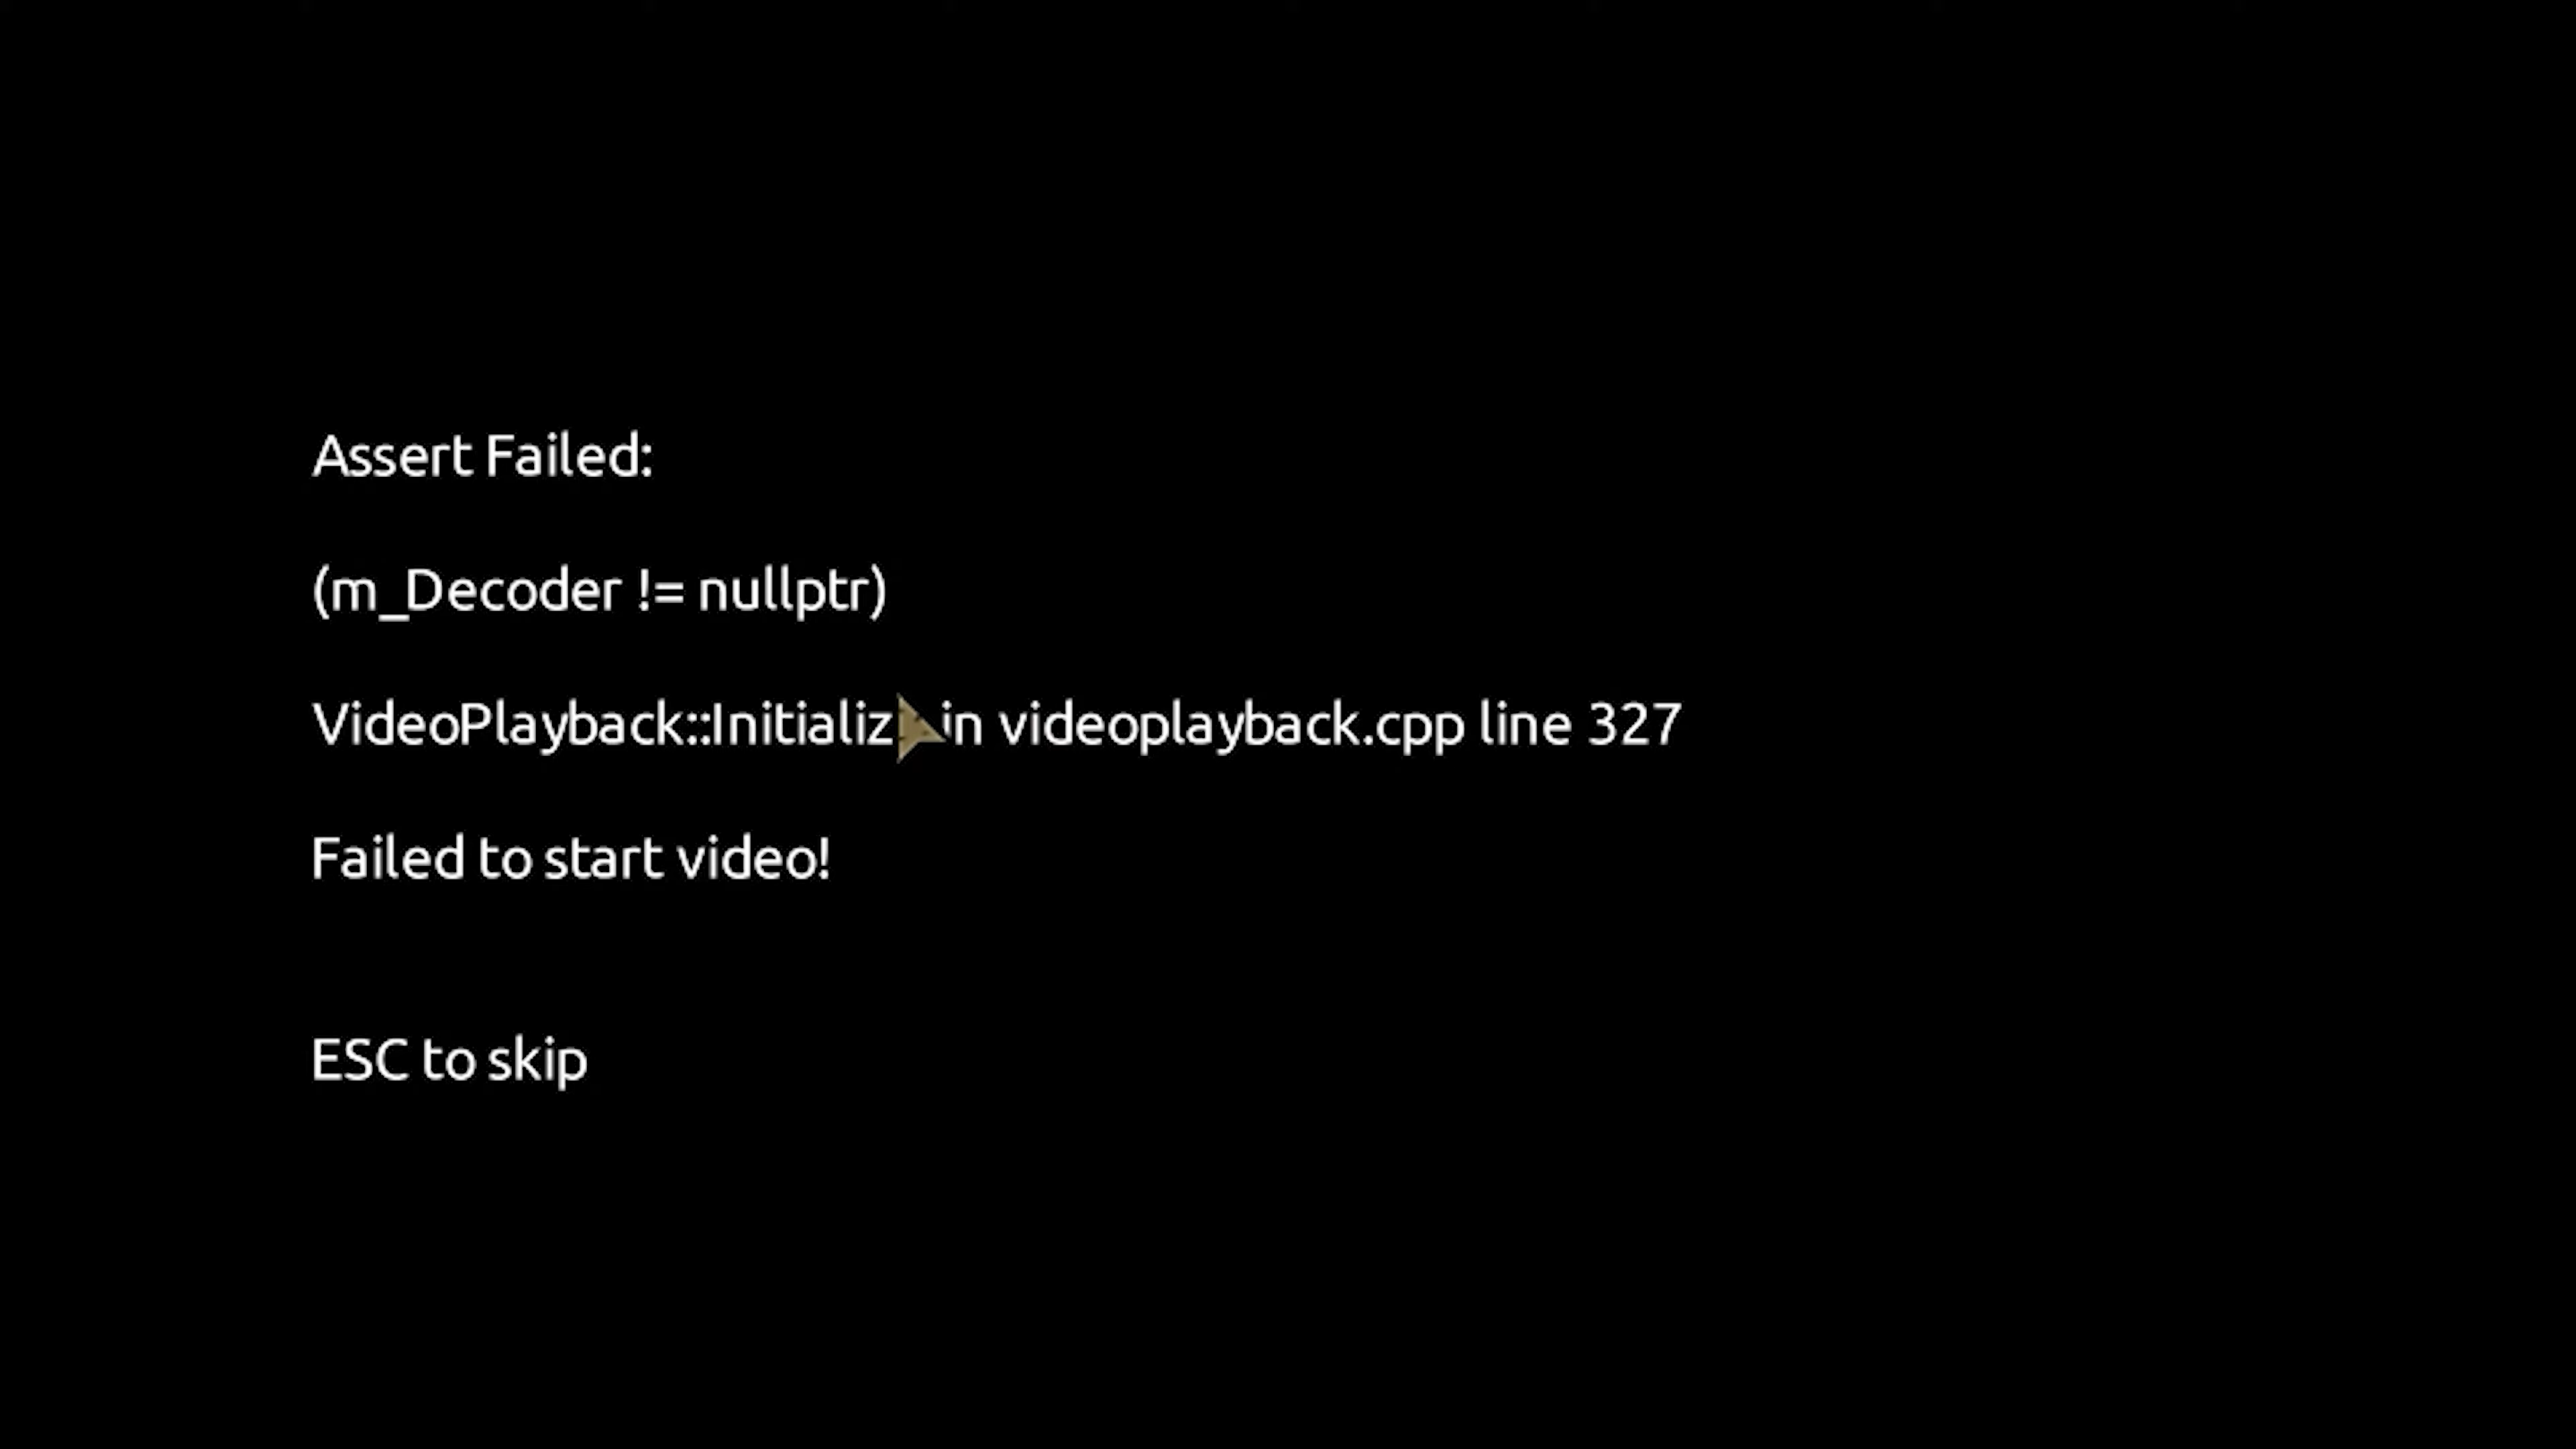 Assert Failed:
(m_Decoder != nullptr)
VideoPlayback::Initializ in videoplayback.cpp line 327
Failed to start video!
ESC to skip